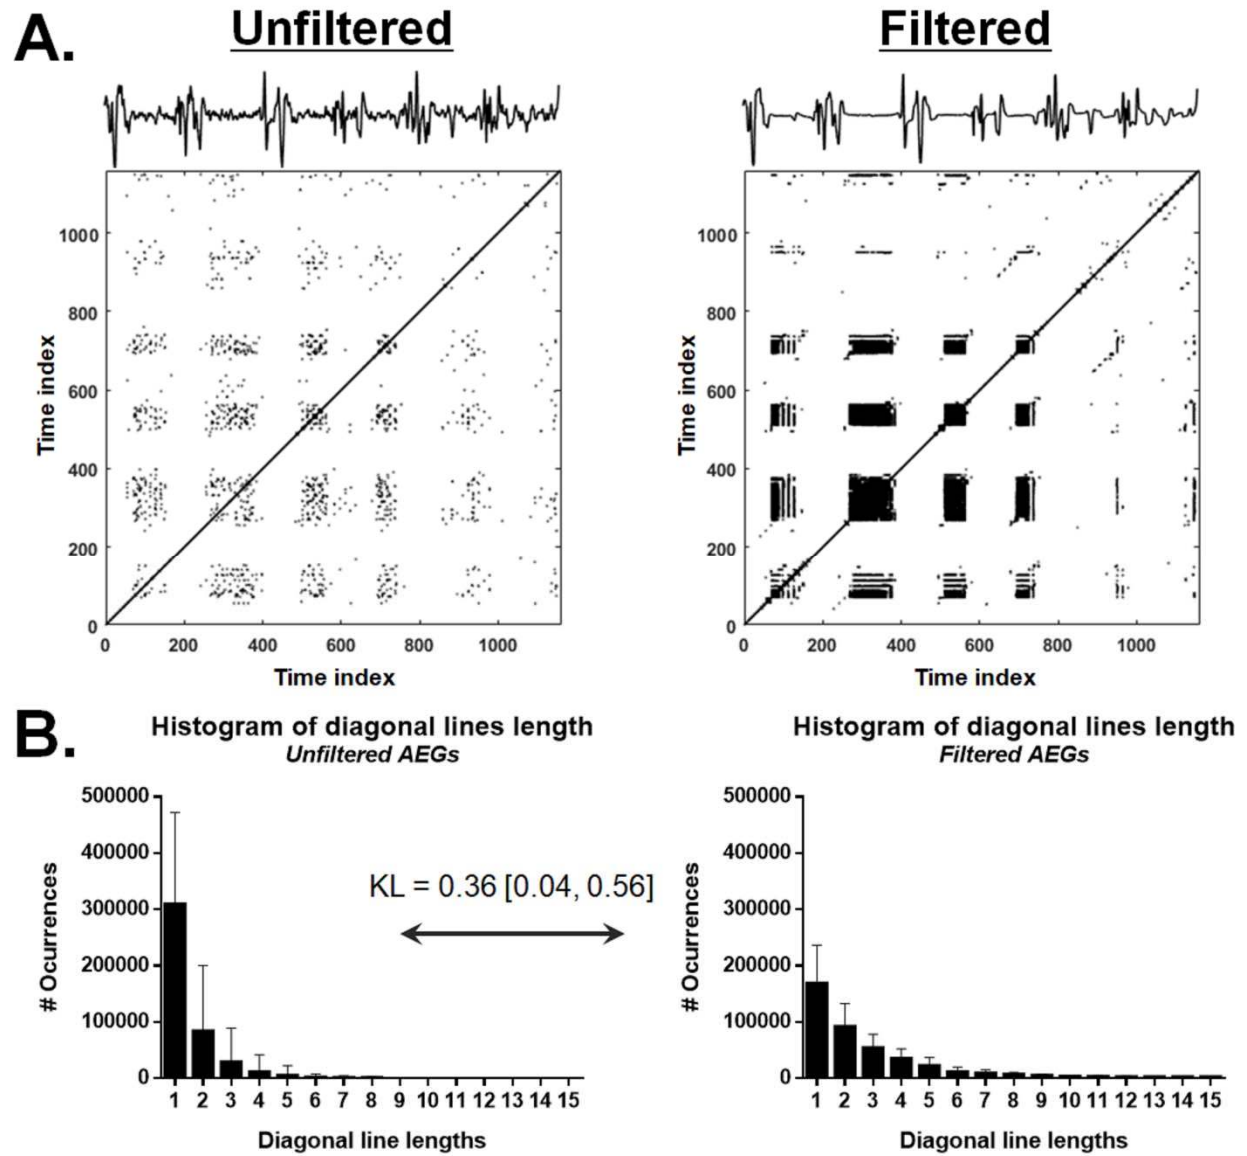 A.
Unfiltered
Filtered
1000
800
600
400
200
0
Time index
0 200 400 600 800 1000
Time index
1000
800
600
400
200
0
Time index
0 200 400 600 800 1000
Time index
B.
Histogram of diagonal lines length
Unfiltered AEGs
500000
400000
300000
200000
100000
0
# Ocurrences
1 2 3 4 5 6 7 8 9 10 11 12 13 14 15
Diagonal line lengths
KL = 0.36 [0.04, 0.56]
Histogram of diagonal lines length
Filtered AEGs
500000
400000
300000
200000
100000
0
# Ocurrences
1 2 3 4 5 6 7 8 9 10 11 12 13 14 15
Diagonal line lengths